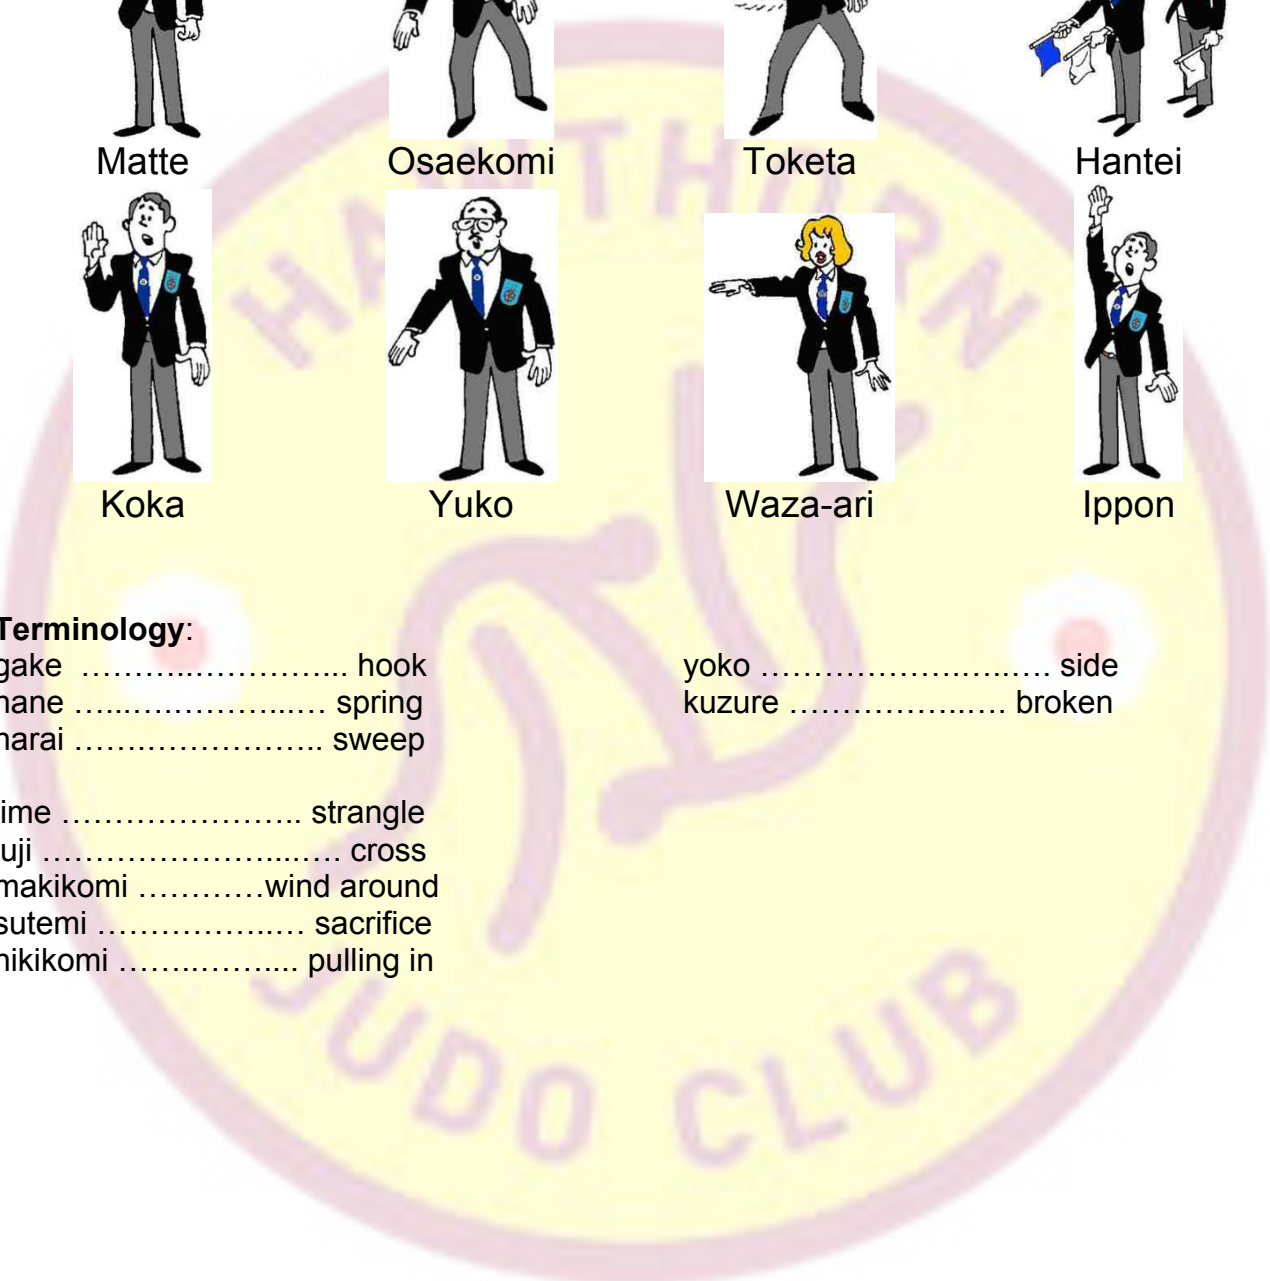 Matte Osaekomi Toketa Hantei
Koka Yuko Waza-ari Ippon
HAWTHORN
Terminology:
gake ………..………….. hook
hane …..…………...… spring
harai …….…………….. sweep
ime ………………….. strangle
uji …………………...…. cross
makikomi …………wind around
sutemi ……………..… sacrifice
hikikomi ……..…….... pulling in
yoko ……………….…..…. side
kuzure ……………..…. broken
JUDO CLUB